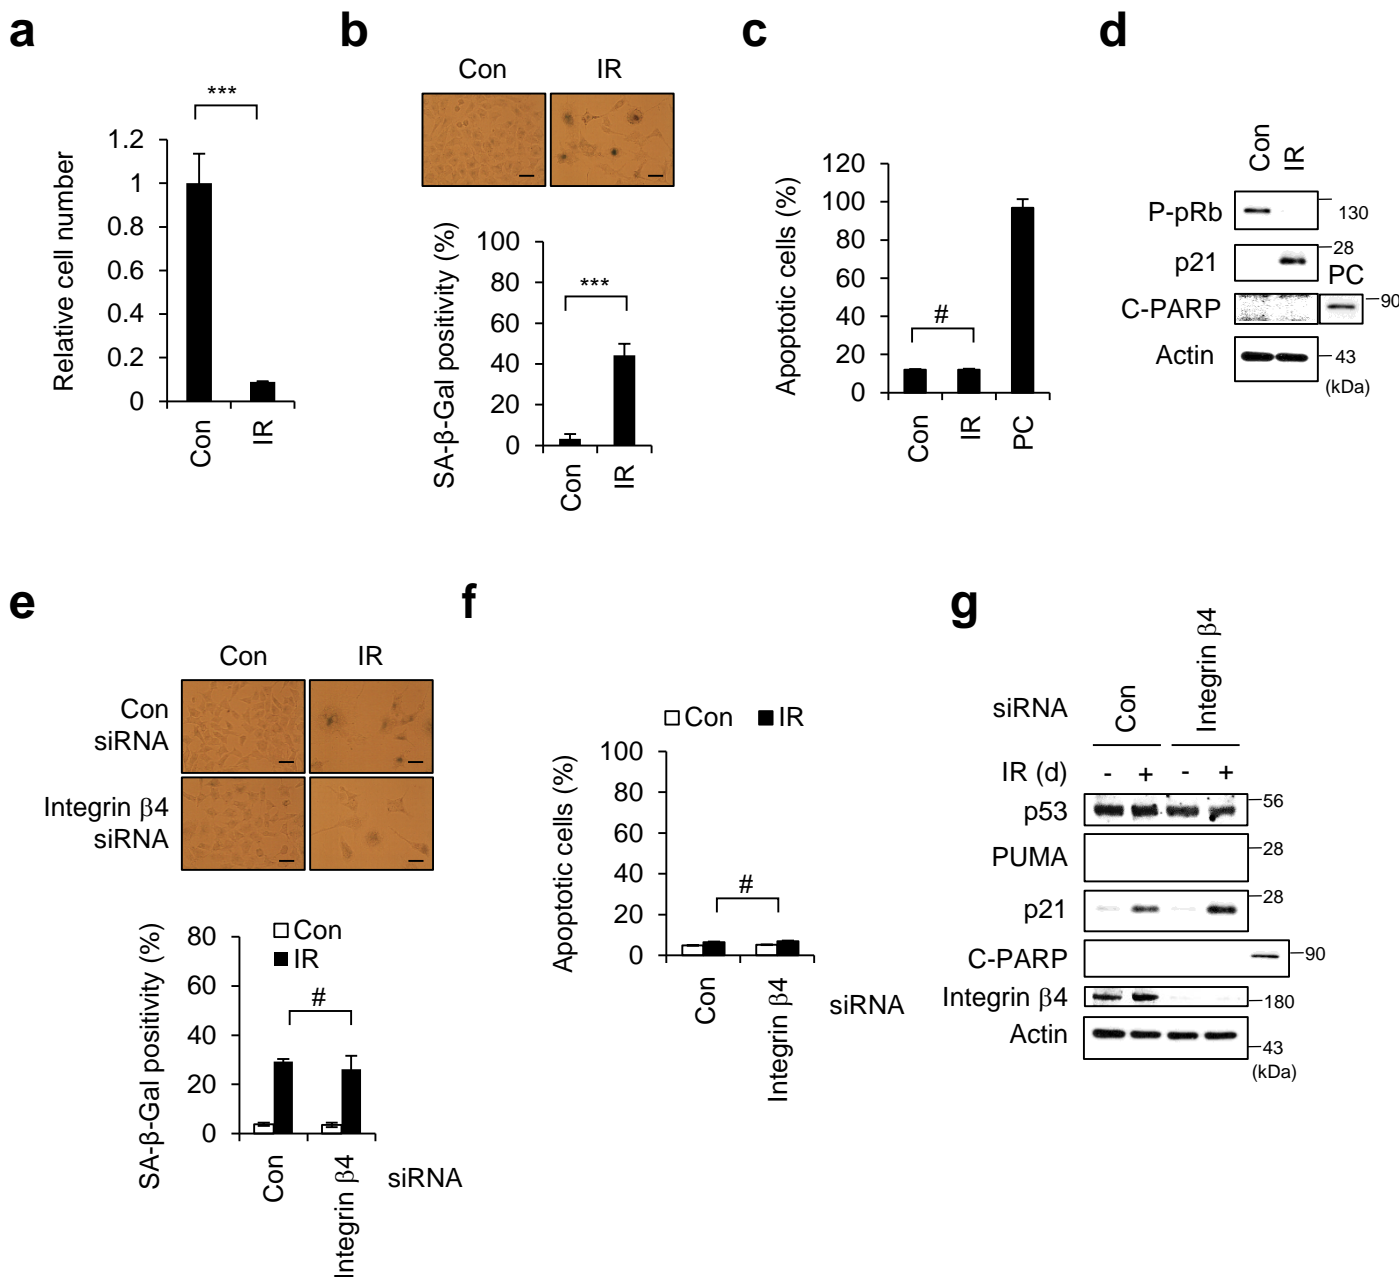 a
***
Relative cell number
1.2
1
0.8
0.6
0.4
0.2
0
Con
IR
b
Con IR
SA-β-Gal positivity (%)
100
80
60
40
20
0
***
Con
IR
c
Apoptotic cells (%)
120
100
80
60
40
20
0
#
Con
IR
PC
d
Con
IR
P-pRb 130
p21 28
PC
C-PARP 90
Actin 43
(kDa)
e
Con IR
Con
siRNA
Integrin β4
siRNA
SA-β-Gal positivity (%)
80
60
40
20
0
Con
IR
#
Con
Integrin β4
siRNA
f
Con IR
Apoptotic cells (%)
100
80
60
40
20
0
#
Con
Integrin β4
siRNA
g
siRNA
Con
Integrin β4
IR (d) - + - +
p53 56
PUMA 28
p21 28
C-PARP 90
Integrin β4 180
Actin 43
(kDa)